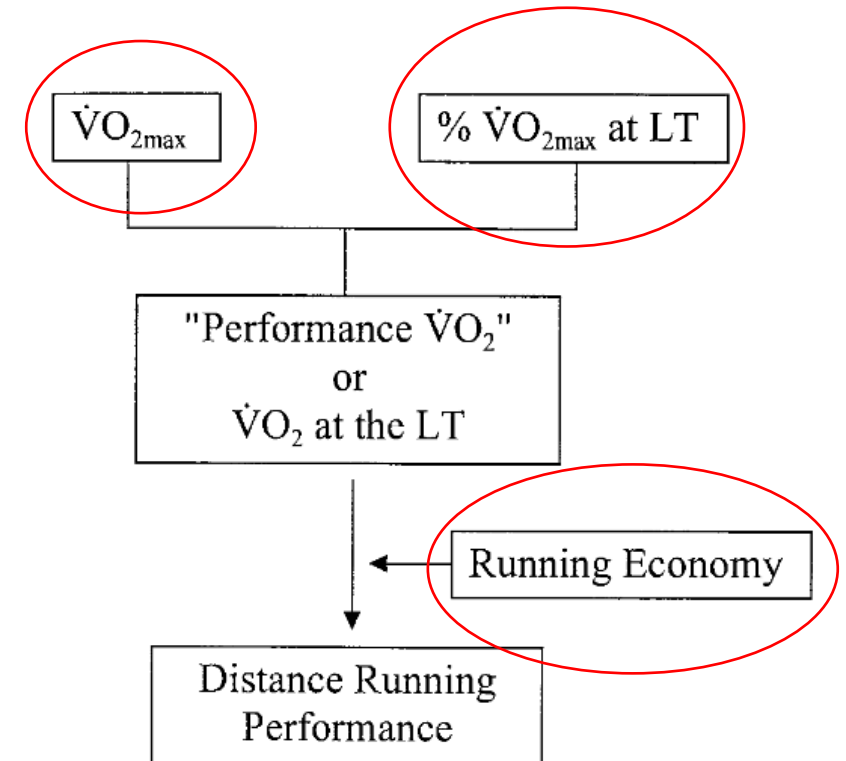 V̇O₂max
% V̇O₂max at LT
"Performance V̇O₂"
or
V̇O₂ at the LT
Running Economy
Distance Running
Performance